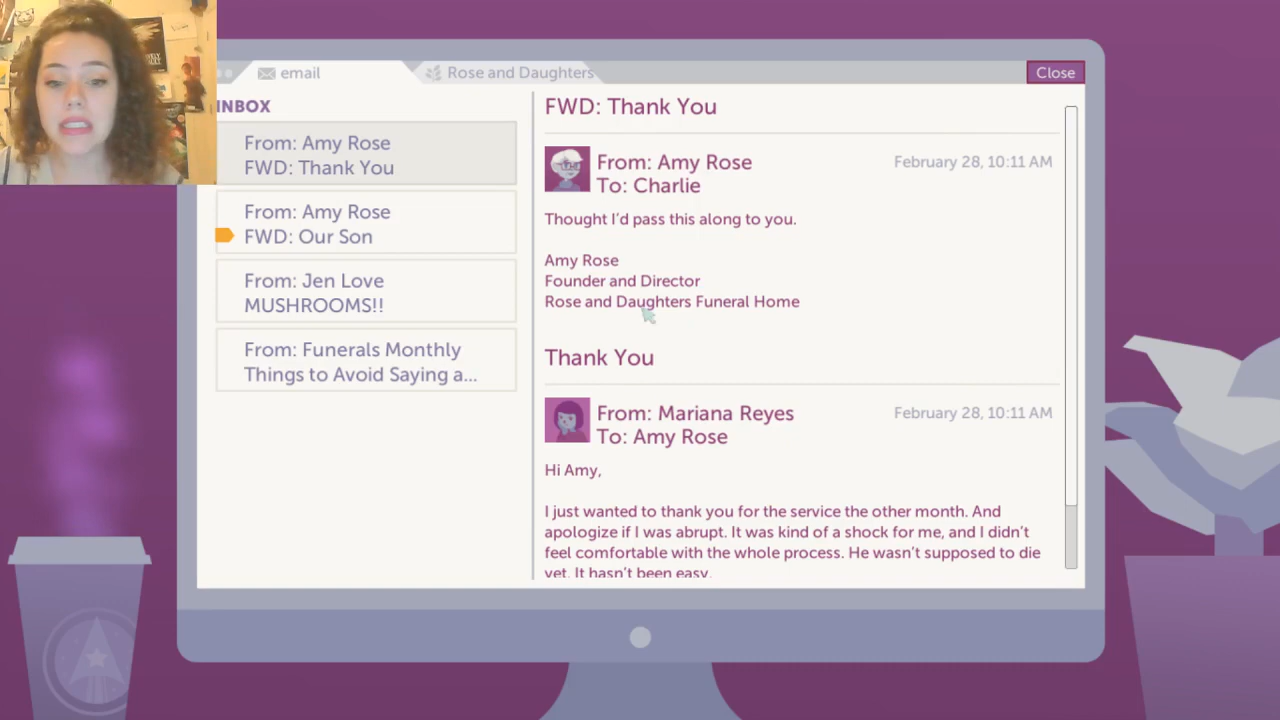 email
Rose and Daughters
Close
INBOX
From: Amy Rose
FWD: Thank You
From: Amy Rose
FWD: Our Son
From: Jen Love
MUSHROOMS!!
From: Funerals Monthly
Things to Avoid Saying a...
FWD: Thank You
From: Amy Rose
February 28, 10:11 AM
To: Charlie
Thought I'd pass this along to you.
Amy Rose
Founder and Director
Rose and Daughters Funeral Home
Thank You
From: Mariana Reyes
February 28, 10:11 AM
To: Amy Rose
Hi Amy,
I just wanted to thank you for the service the other month. And
apologize if I was abrupt. It was kind of a shock for me, and I didn't
feel comfortable with the whole process. He wasn't supposed to die
yet. It hasn't been easy.